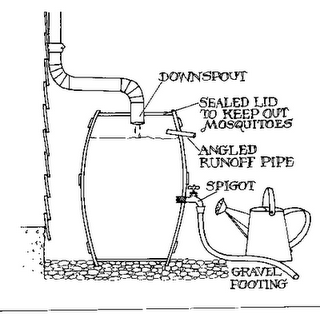 DOWNSPOUT
SEALED LID
TO KEEP OUT
MOSQUITOES
ANGLED
RUNOFF PIPE
SPIGOT
GRAVEL
FOOTING